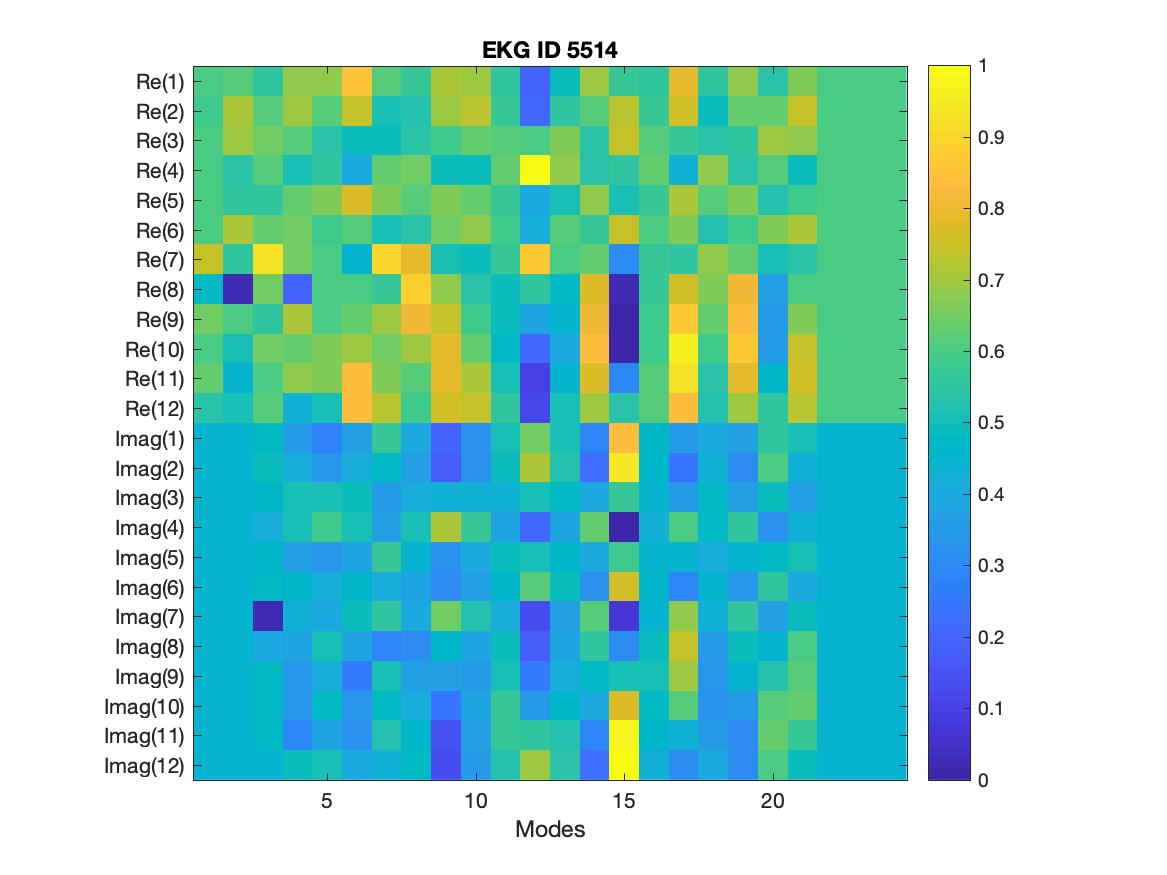 EKG ID 5514
Re(1)
Re(2)
Re(3)
Re(4)
Re(5)
Re(6)
Re(7)
Re(8)
Re(9)
Re(10)
Re(11)
Re(12)
Imag(1)
Imag(2)
Imag(3)
Imag(4)
Imag(5)
Imag(6)
Imag(7)
Imag(8)
Imag(9)
Imag(10)
Imag(11)
Imag(12)
5 10 15 20
Modes
1
0.9
0.8
0.7
0.6
0.5
0.4
0.3
0.2
0.1
0